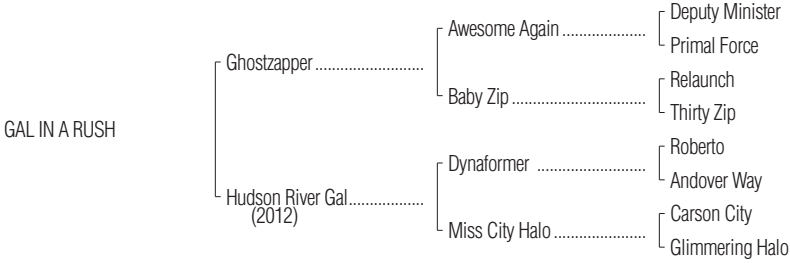 Deputy Minister
Awesome Again ....................
Primal Force
Ghostzapper ..........................
Relaunch
Baby Zip ................................
Thirty Zip
GAL IN A RUSH
Roberto
Dynaformer ..........................
Andover Way
Hudson River Gal..................
(2012)
Carson City
Miss City Halo ......................
Glimmering Halo